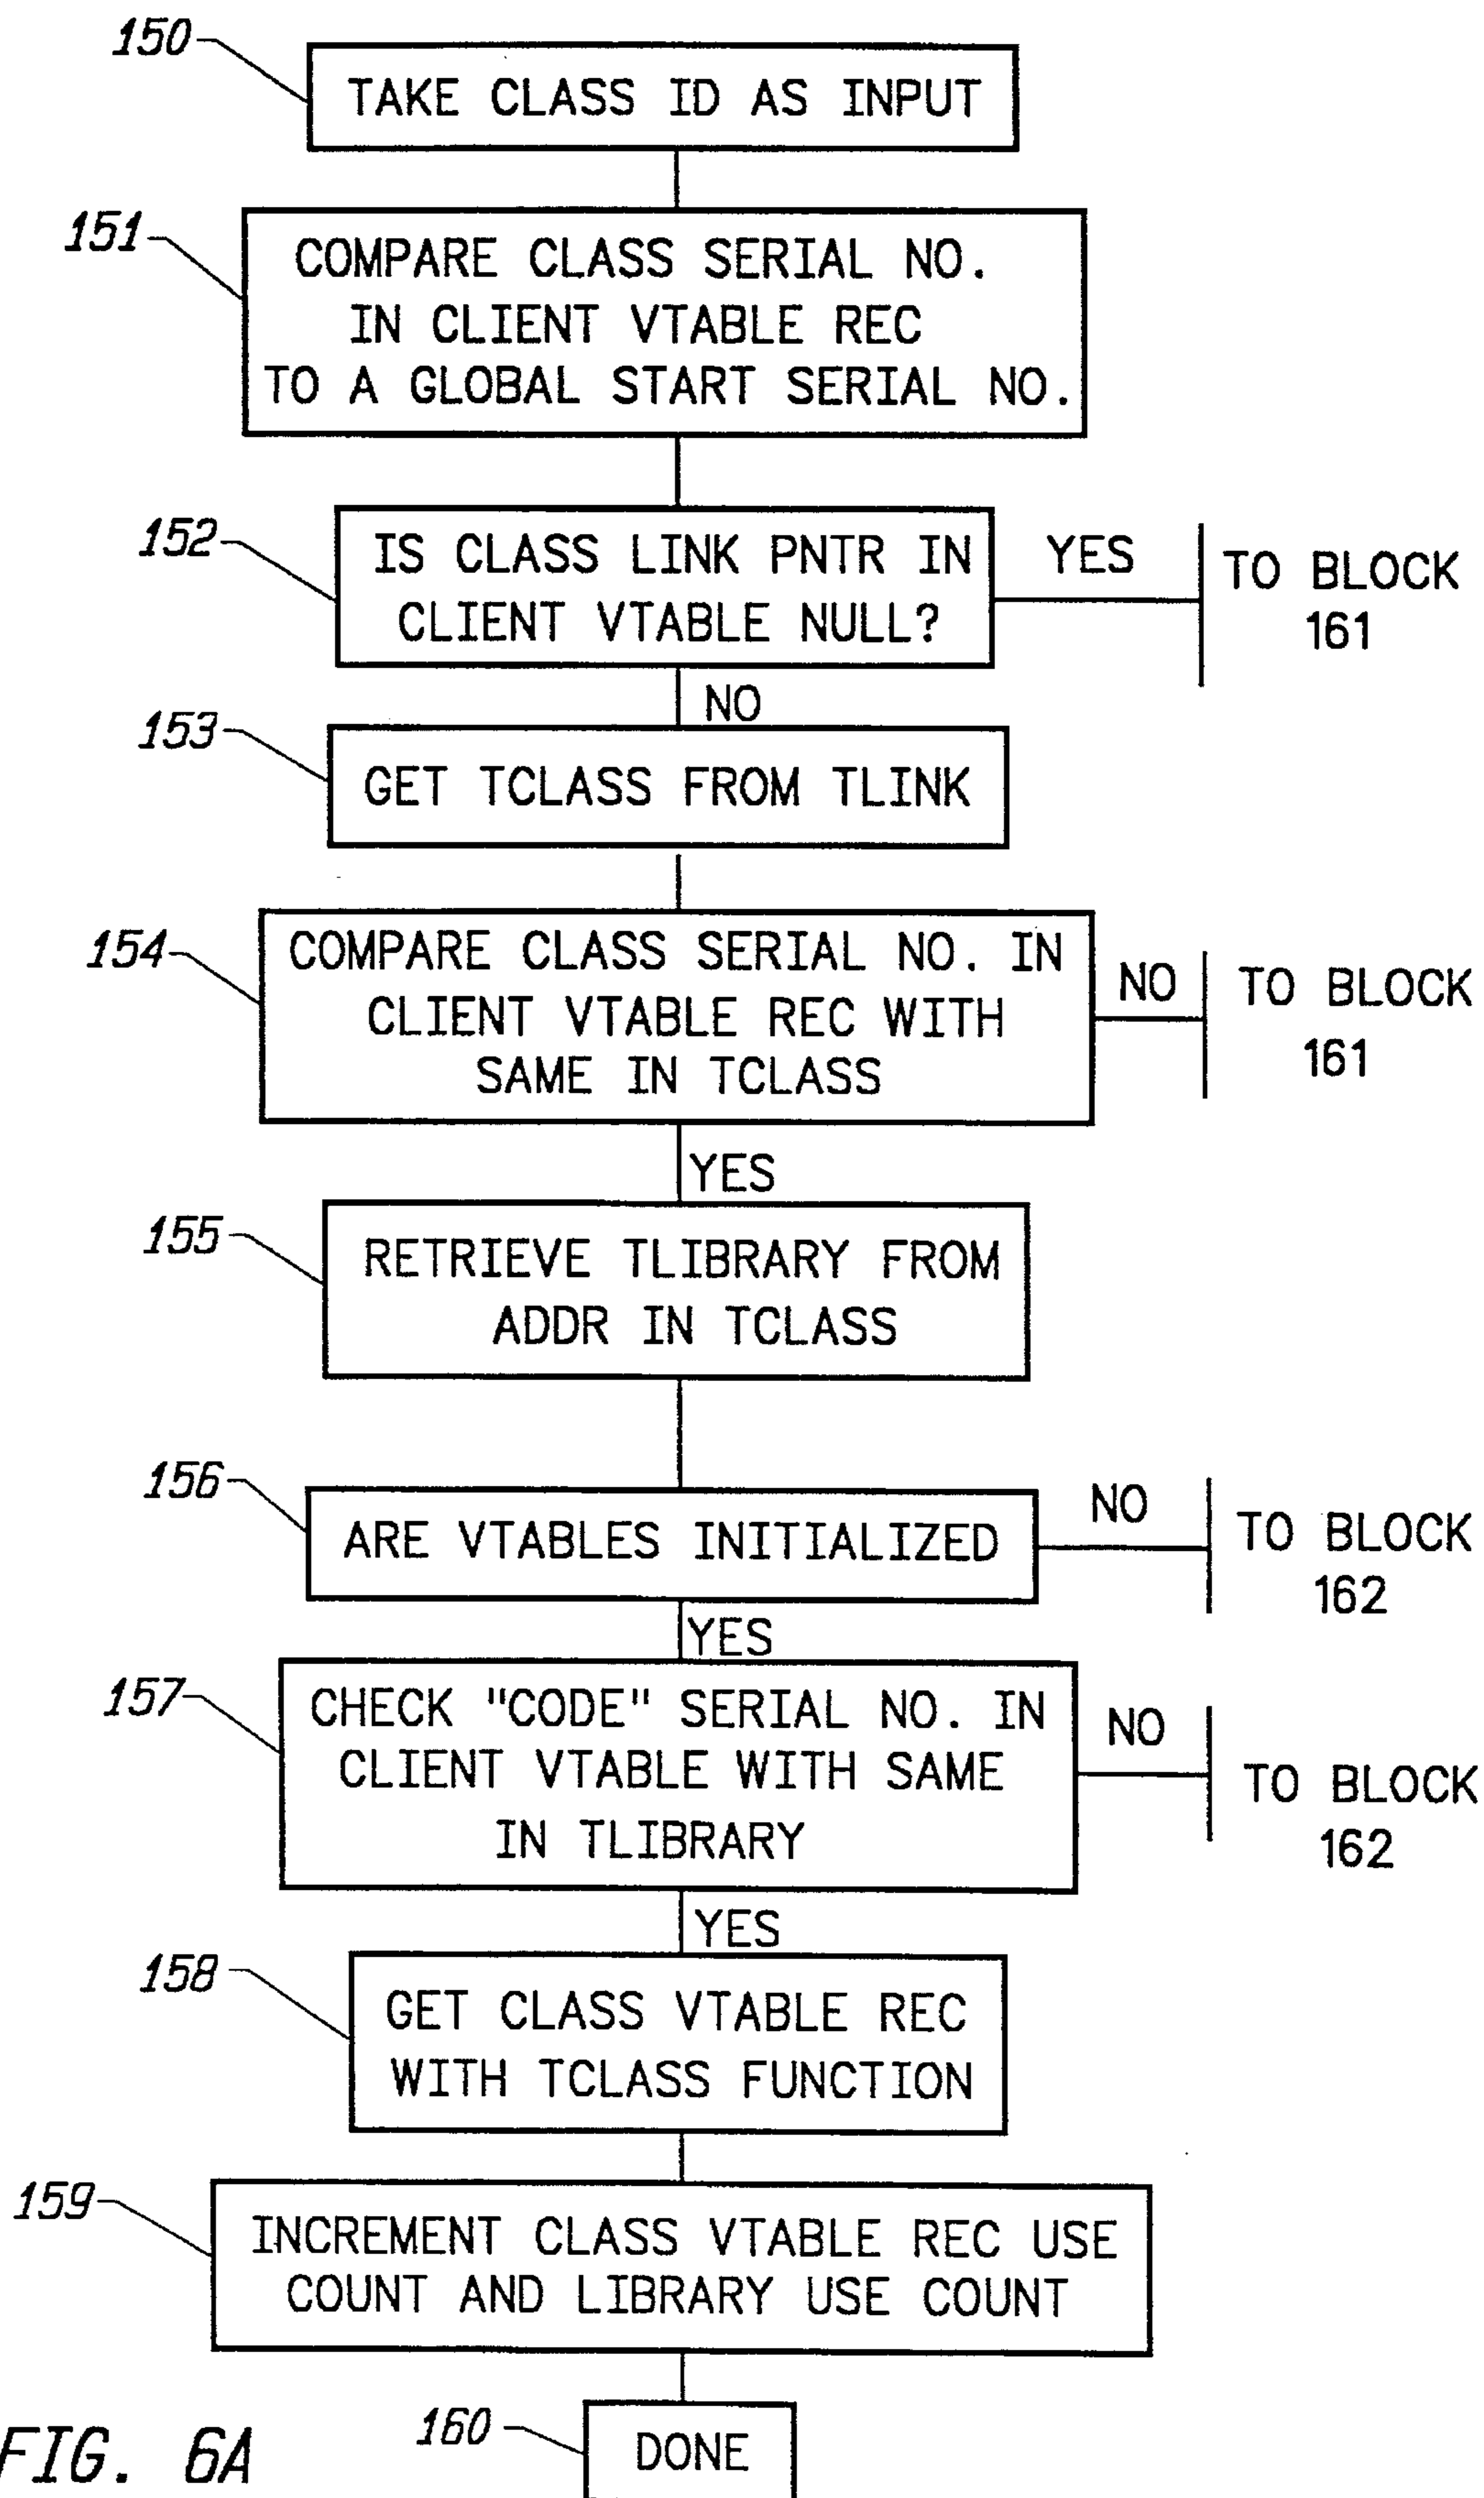 150
TAKE CLASS ID AS INPUT
151
COMPARE CLASS SERIAL NO.
IN CLIENT VTABLE REC
TO A GLOBAL START SERIAL NO.
152
IS CLASS LINK PNTR IN
CLIENT VTABLE NULL?
YES
TO BLOCK
161
NO
153
GET TCLASS FROM TLINK
154
COMPARE CLASS SERIAL NO. IN
CLIENT VTABLE REC WITH
SAME IN TCLASS
NO
TO BLOCK
161
YES
155
RETRIEVE TLIBRARY FROM
ADDR IN TCLASS
156
ARE VTABLES INITIALIZED
NO
TO BLOCK
162
YES
157
CHECK "CODE" SERIAL NO. IN
CLIENT VTABLE WITH SAME
IN TLIBRARY
NO
TO BLOCK
162
YES
158
GET CLASS VTABLE REC
WITH TCLASS FUNCTION
159
INCREMENT CLASS VTABLE REC USE
COUNT AND LIBRARY USE COUNT
160
DONE
FIG. 6A